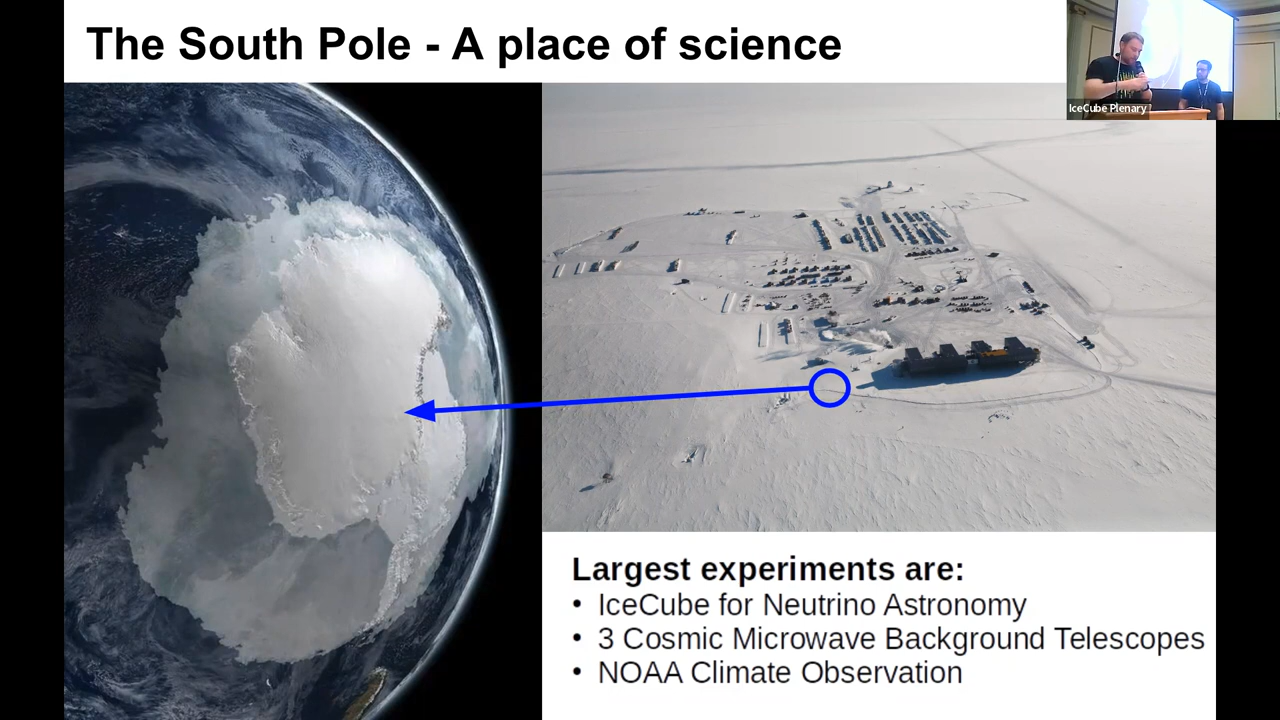 The South Pole - A place of science
IceCube Plenary
Largest experiments are:
• IceCube for Neutrino Astronomy
• 3 Cosmic Microwave Background Telescopes
• NOAA Climate Observation